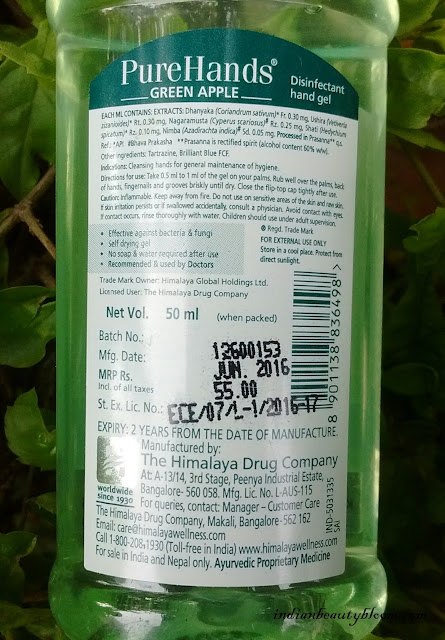 PureHands®
GREEN APPLE
Disinfectant
hand gel
EACH ML CONTAINS: EXTRACTS: Dhanyaka (Coriandrum sativum)* Fr. 0.30 mg, Ushira (Vetiveria
zizanioides)* Rt. 0.30 mg, Nagaramusta (Cyperus scariosus)# Rz. 0.25 mg, Shati (Hedychium
spicatum)* Rz. 0.10 mg, Nimba (Azadirachta indica)# Sd. 0.05 mg. Processed in Prasanna** q.s.
Ref.: *API #Bhava Prakasha **Prasanna is rectified spirit (alcohol content 60% w/w).
Other ingredients: Tartrazine, Brilliant Blue FCF.
Indications: Cleansing hands for general maintenance of hygiene.
Directions for use: Take 0.5 ml to 1 ml of the gel on your palms. Rub well over the palms, back
of hands, fingernails and grooves briskly until dry. Close the flip-top cap tightly after use.
Caution: Inflammable. Keep away from fire. Do not use on sensitive areas of the skin and raw skin.
If skin irritation persists or if swallowed accidentally, consult a physician. Avoid contact with eyes.
If contact occurs, rinse thoroughly with water. Children should use under adult supervision.
• Effective against bacteria & fungi
• Self drying gel
• No soap & water required after use
• Recommended & used by Doctors
® Regd. Trade Mark
FOR EXTERNAL USE ONLY
Store in a cool place. Protect from
direct sunlight.
Trade Mark Owner: Himalaya Global Holdings Ltd.
Licensed User: The Himalaya Drug Company
Net Vol. 50 ml (when packed)
Batch No.: 12600153
Mfg. Date: JUN. 2016
MRP Rs. 55.00
Incl. of all taxes
St. Ex. Lic. No.: ECE/07/L-1/2016-17
8 901138 836498 >
EXPIRY: 2 YEARS FROM THE DATE OF MANUFACTURE.
Manufactured by:
The Himalaya Drug Company
At: A-13/14, 3rd Stage, Peenya Industrial Estate,
Bangalore- 560 058. Mfg. Lic. No. L-AUS-115
For queries, contact: Manager – Customer Care
worldwide
since 1930
The Himalaya Drug Company, Makali, Bangalore-562 162
Email: care@himalayawellness.com
Call 1-800-208-1930 (Toll-free in India) www.himalayawellness.com
For sale in India and Nepal only. Ayurvedic Proprietary Medicine
IND-5031335
SAI
indianbeautybloom.com